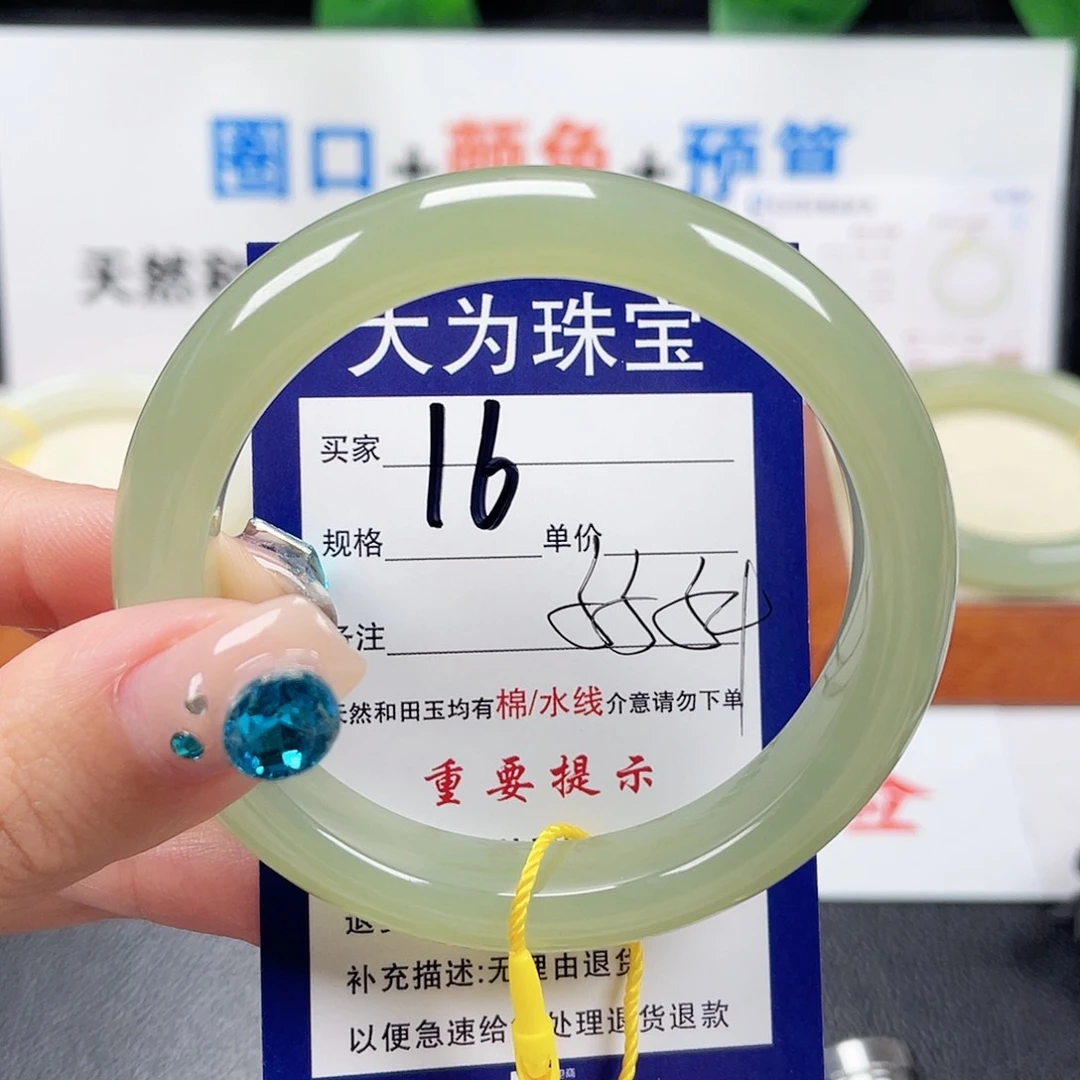 圈口+颜色+预算
天然
大为珠宝
买家 16
规格 单价
备注
天然和田玉均有棉/水线介意请勿下单
重要提示
补充描述:无理由退货
以便急速给 处理退货退款